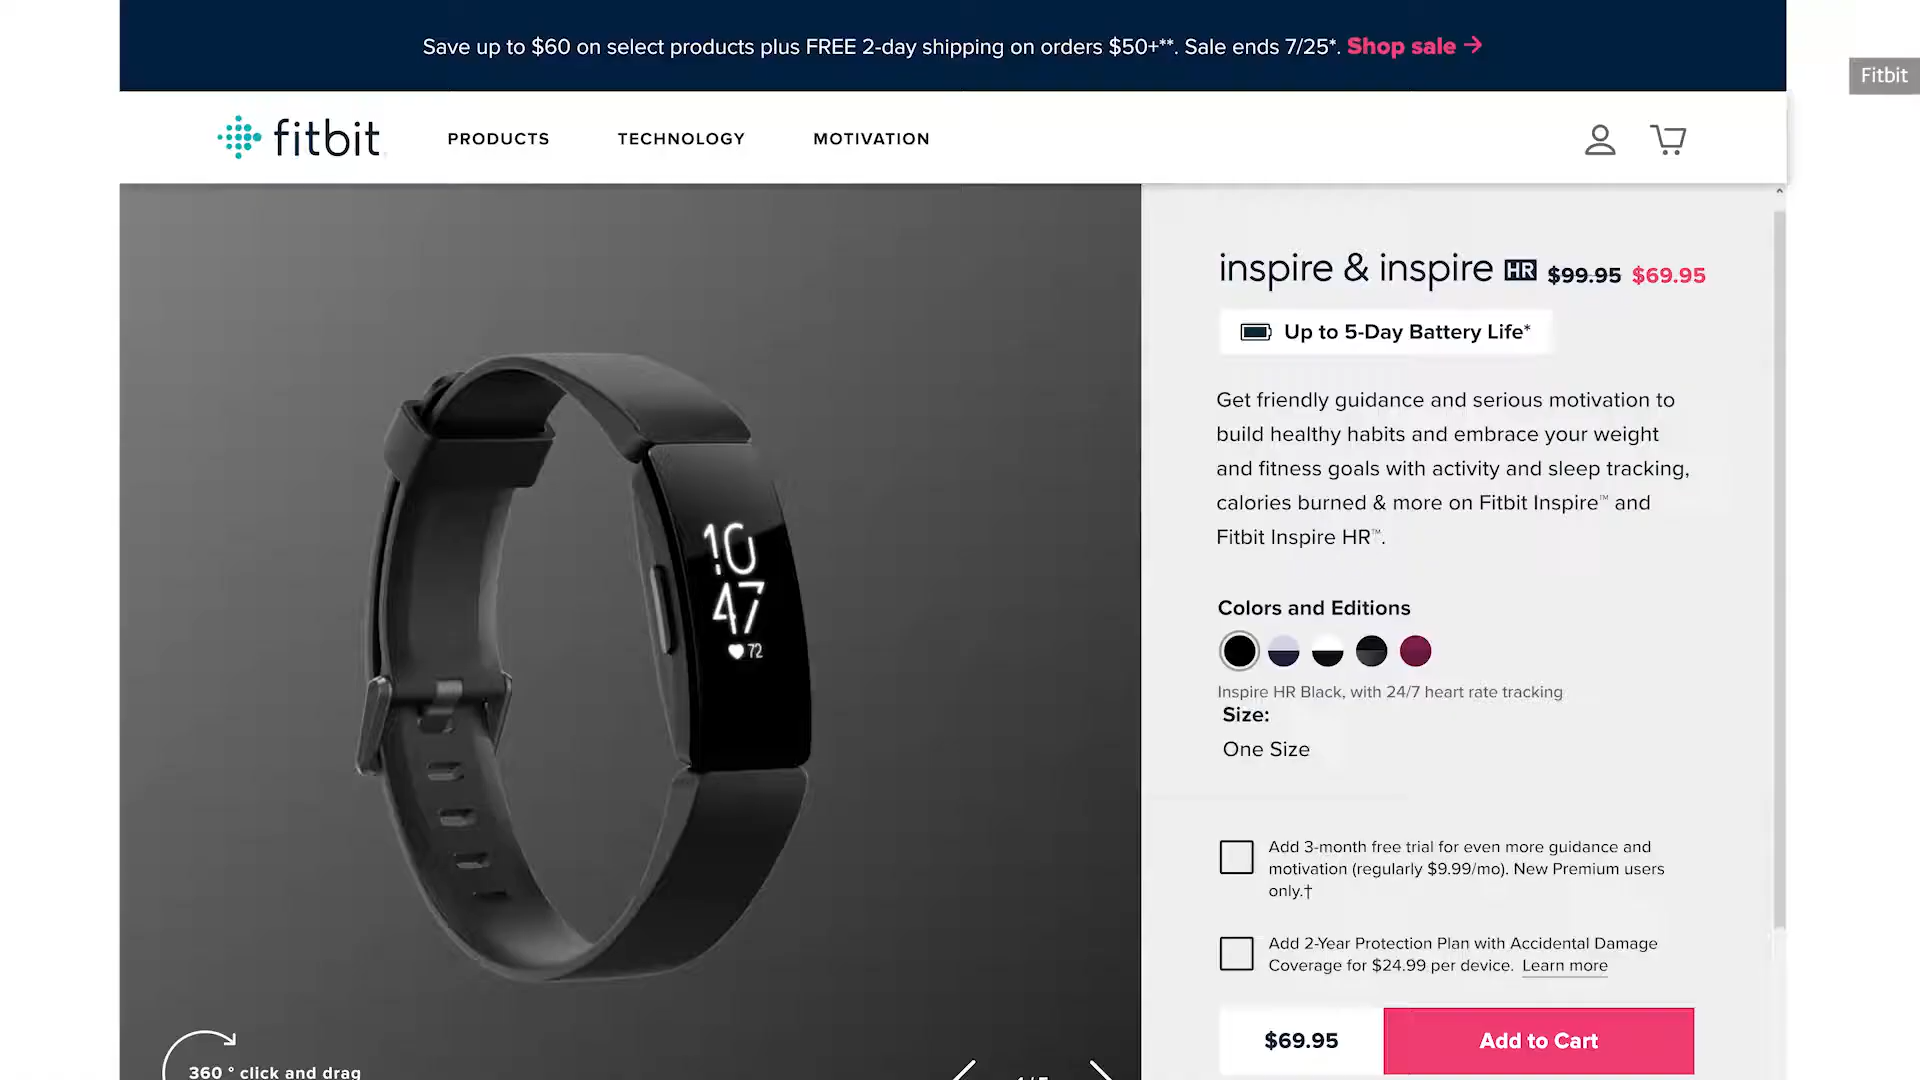 Save up to $60 on select products plus FREE 2-day shipping on orders $50+**. Sale ends 7/25*. Shop sale →
Fitbit
fitbit
PRODUCTS
TECHNOLOGY
MOTIVATION
inspire & inspire HR $99.95 $69.95
Up to 5-Day Battery Life*
Get friendly guidance and serious motivation to
build healthy habits and embrace your weight
and fitness goals with activity and sleep tracking,
calories burned & more on Fitbit Inspire™ and
Fitbit Inspire HR™.
10
47
72
Colors and Editions
Inspire HR Black, with 24/7 heart rate tracking
Size:
One Size
Add 3-month free trial for even more guidance and
motivation (regularly $9.99/mo). New Premium users
only.†
Add 2-Year Protection Plan with Accidental Damage
Coverage for $24.99 per device. Learn more
$69.95
Add to Cart
360 ° click and drag